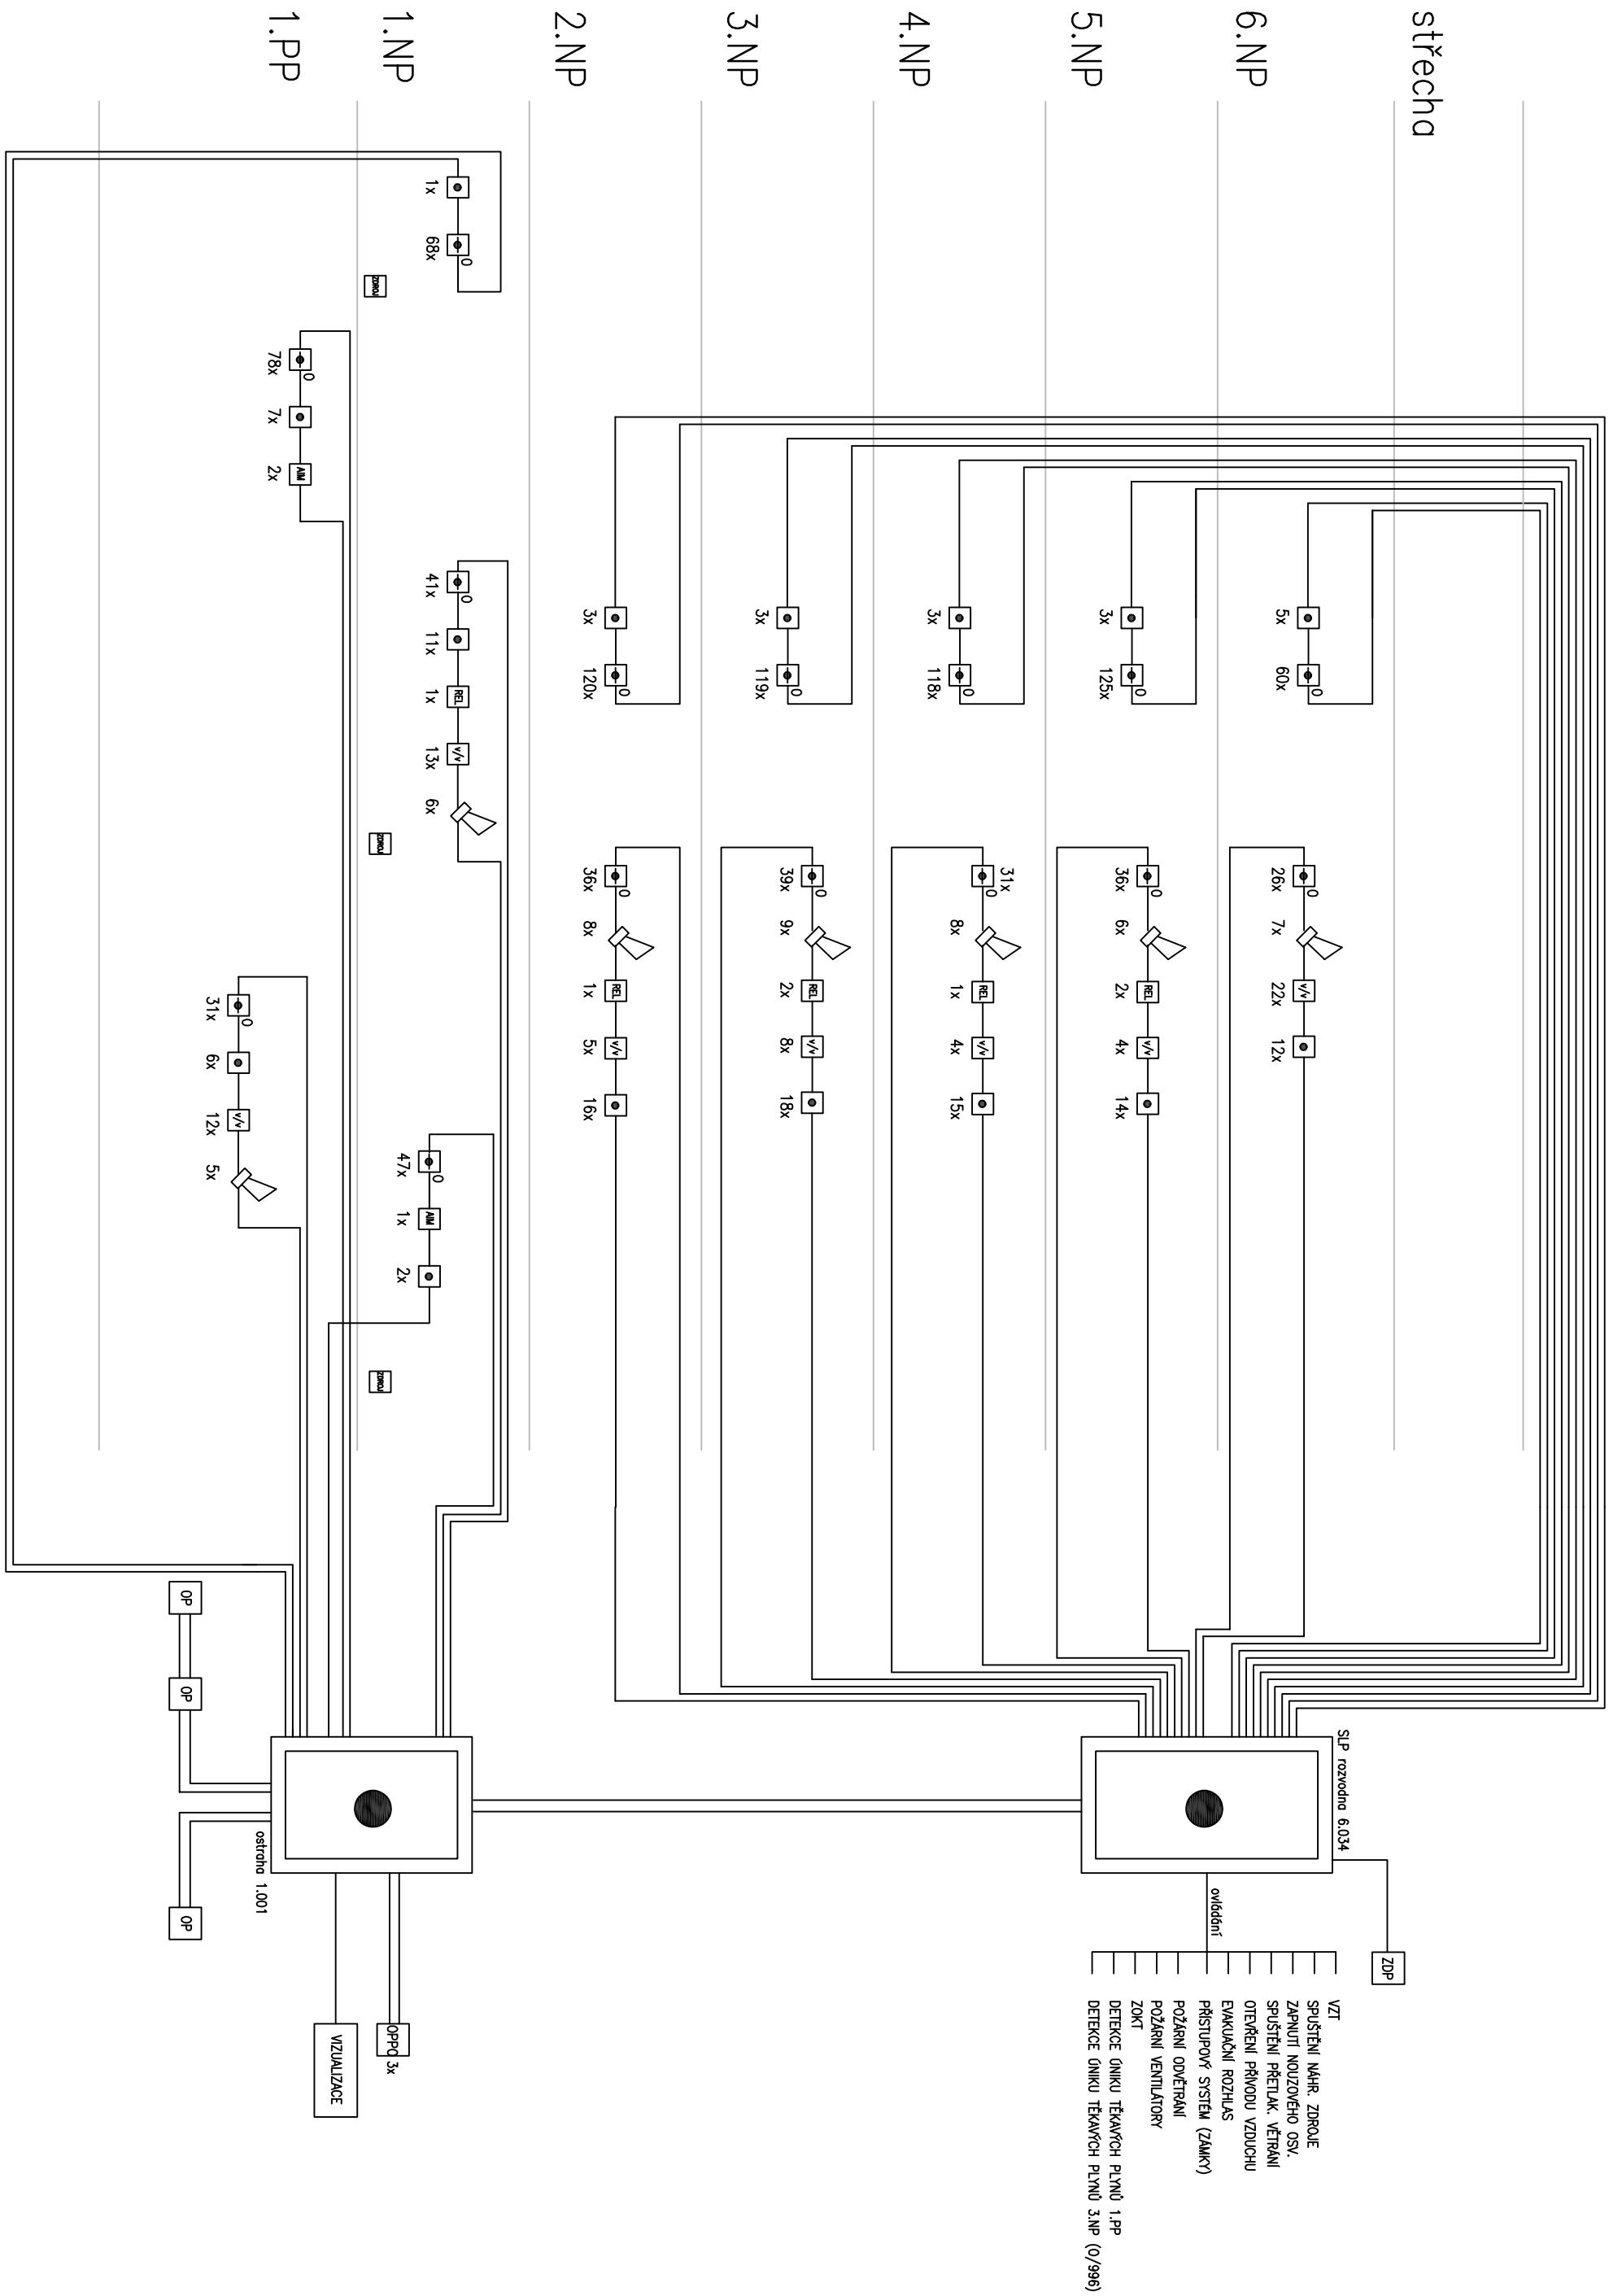 střecha
6.NP
5.NP
4.NP
3.NP
2.NP
1.NP
1.PP
5x
60x
3x
125x
3x
118x
3x
119x
3x
120x
26x
7x
22x
v/v
12x
36x
6x
2x
REL
4x
v/v
14x
31x
8x
1x
REL
4x
v/v
15x
39x
9x
2x
REL
8x
v/v
18x
36x
8x
1x
REL
5x
v/v
16x
1x
68x
ZDROJ
41x
11x
1x
REL
13x
v/v
6x
ZDROJ
47x
1x
AIM
2x
ZDROJ
78x
7x
2x
AIM
31x
6x
12x
v/v
5x
OP
OP
OP
ostraha 1.001
SLP rozvodna 6.034
ZDP
ovládání
VZT
SPUŠTĚNÍ NÁHR. ZDROJE
ZAPNUTÍ NOUZOVÉHO OSV.
SPUŠTĚNÍ PŘETLAK. VĚTRÁNÍ
OTEVŘENÍ PŘÍVODU VZDUCHU
EVAKUAČNÍ ROZHLAS
PŘÍSTUPOVÝ SYSTÉM (ZÁMKY)
POŽÁRNÍ ODVĚTRÁNÍ
POŽÁRNÍ VENTILÁTORY
ZOKT
DETEKCE ÚNIKU TĚKAVÝCH PLYNŮ 1.PP
DETEKCE ÚNIKU TĚKAVÝCH PLYNŮ 3.NP (O/996)
OPPO 3x
VIZUALIZACE